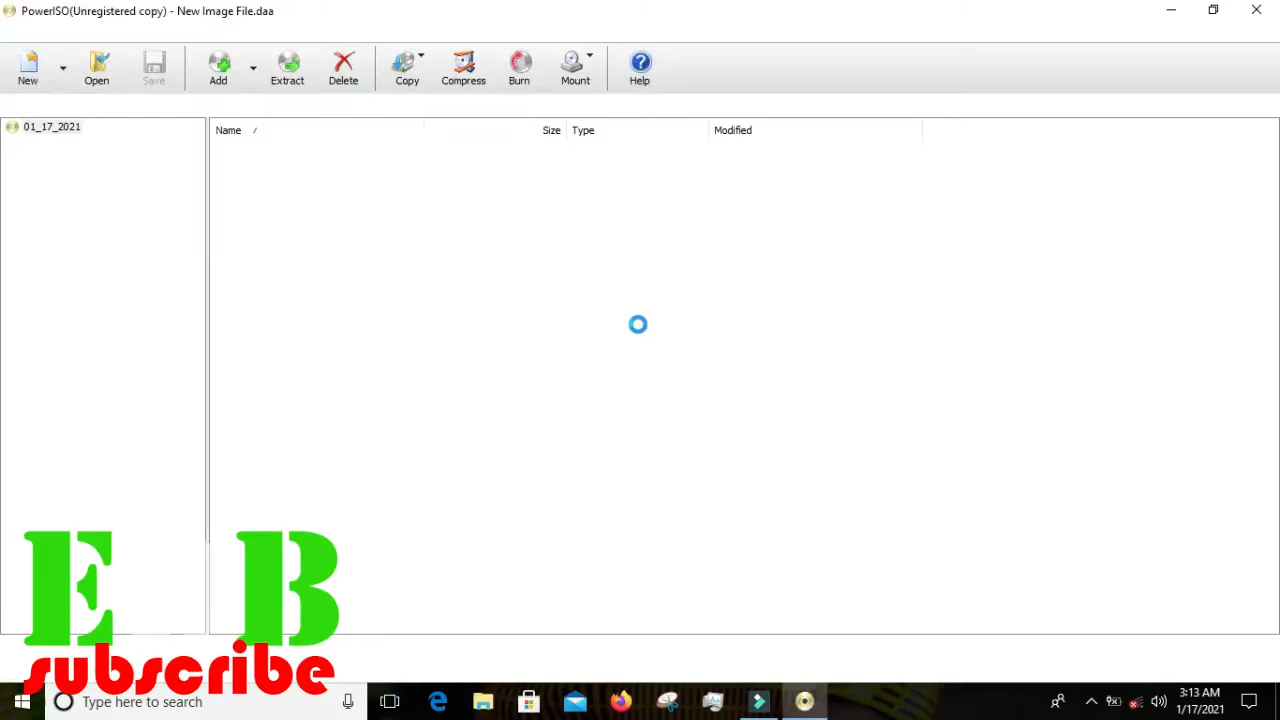 PowerISO(Unregistered copy) - New Image File.daa
New Open Save Add Extract Delete Copy Compress Burn Mount Help
01_17_2021
Name / Size Type Modified
E B
subscribe
Type here to search
3:13 AM
1/17/2021